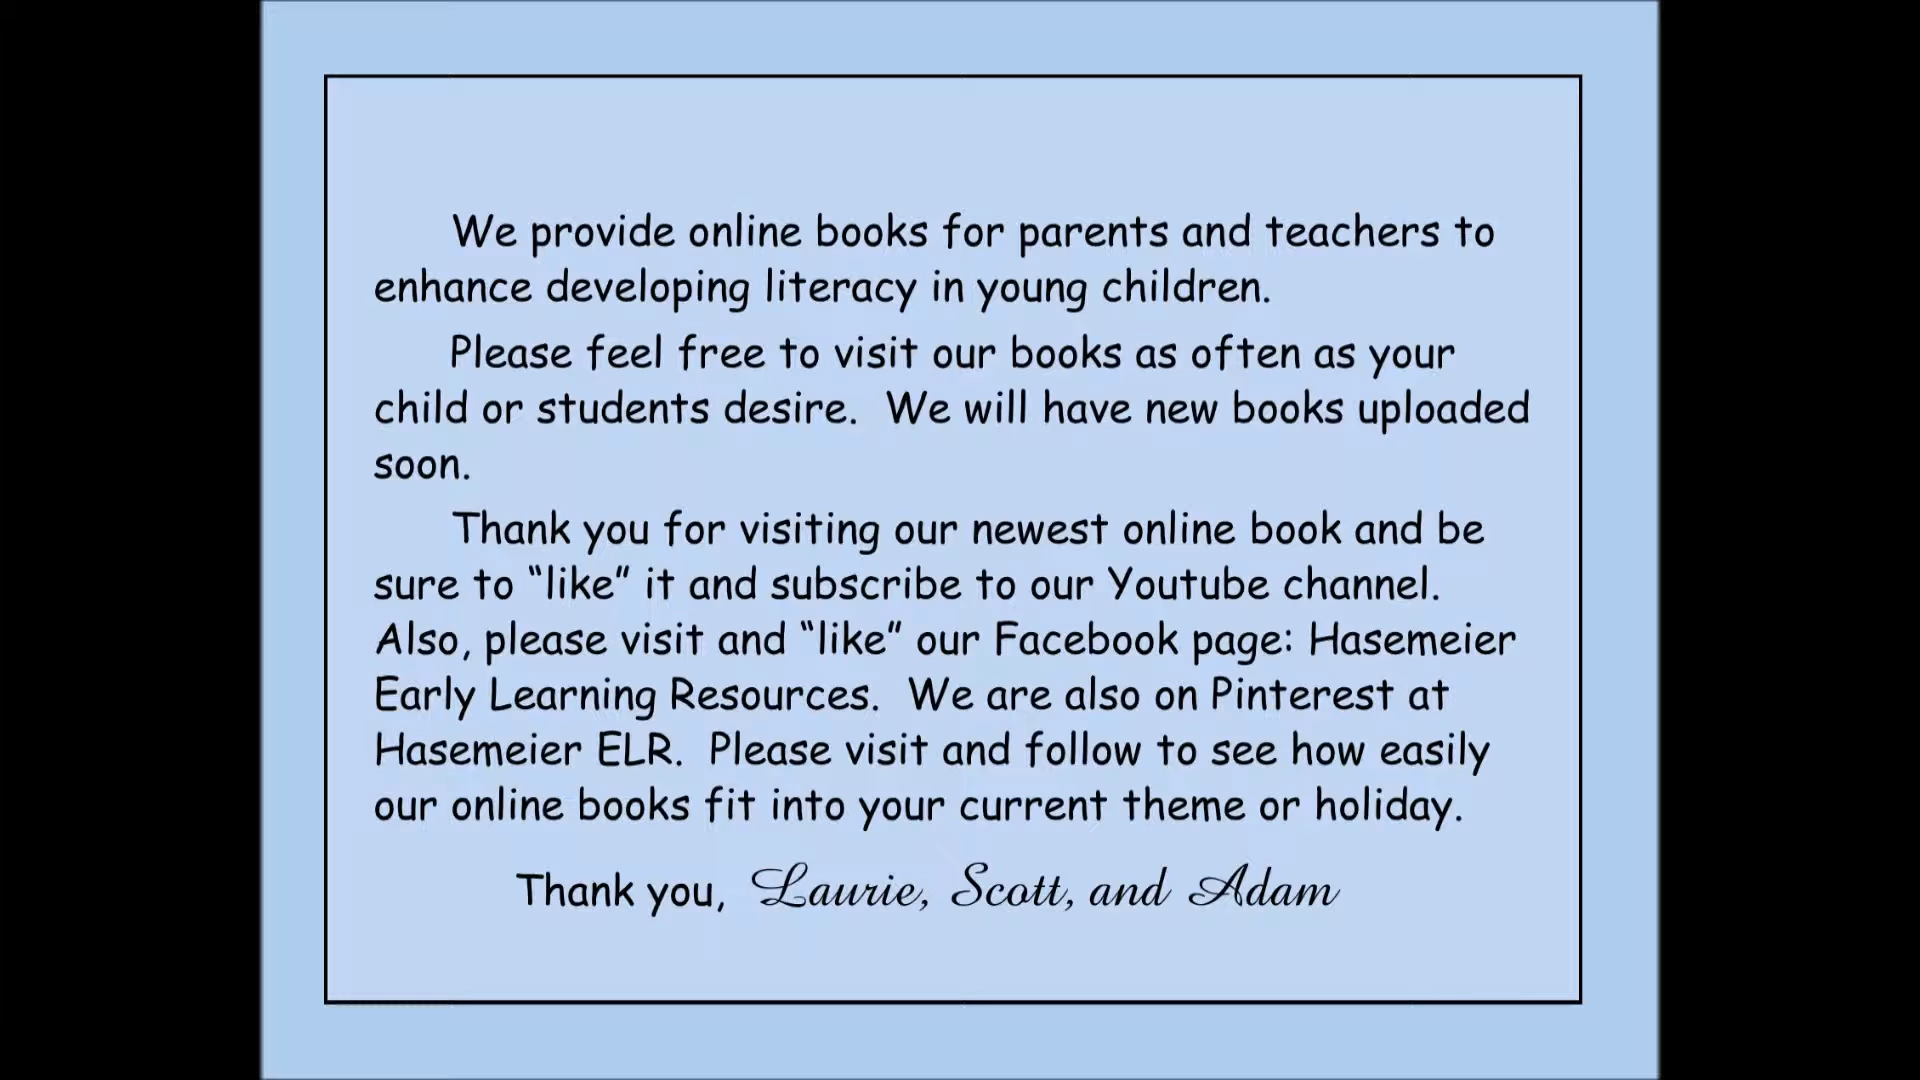 We provide online books for parents and teachers to
enhance developing literacy in young children.
Please feel free to visit our books as often as your
child or students desire.  We will have new books uploaded
soon.
Thank you for visiting our newest online book and be
sure to “like” it and subscribe to our Youtube channel.
Also, please visit and “like” our Facebook page: Hasemeier
Early Learning Resources.  We are also on Pinterest at
Hasemeier ELR.  Please visit and follow to see how easily
our online books fit into your current theme or holiday.
Thank you,  Laurie, Scott, and Adam